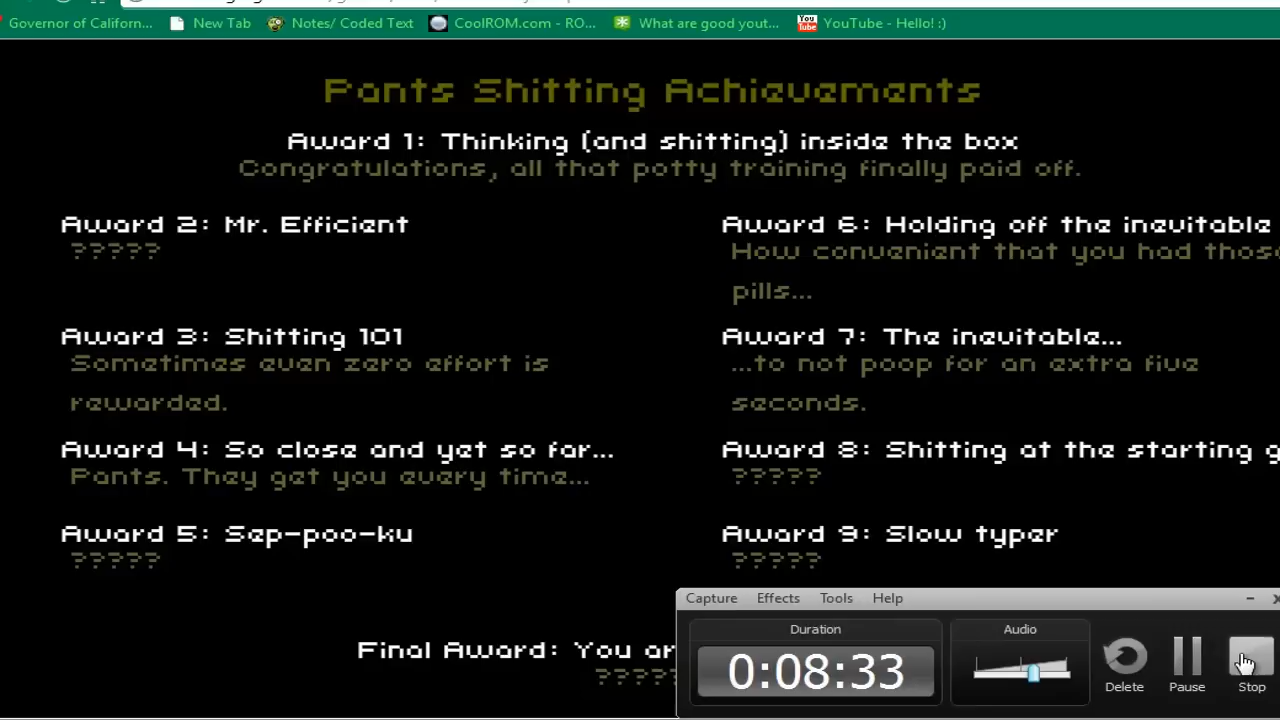 Governor of Californ...
New Tab
Notes/ Coded Text
CoolROM.com - RO...
What are good yout...
You Tube
YouTube - Hello! :)
Pants Shitting Achievements
Award 1: Thinking (and shitting) inside the box
Congratulations, all that potty training finally paid off.
Award 2: Mr. Efficient
?????
Award 3: Shitting 101
Sometimes even zero effort is
rewarded.
Award 4: So close and yet so far...
Pants. They get you every time...
Award 5: Sep-poo-ku
?????
Award 6: Holding off the inevitable
How convenient that you had those
pills...
Award 7: The inevitable...
...to not poop for an extra five
seconds.
Award 8: Shitting at the starting g
?????
Award 9: Slow typer
?????
Final Award: You ar
?????
Capture Effects Tools Help
Duration
0:08:33
Audio
Delete
Pause
Stop